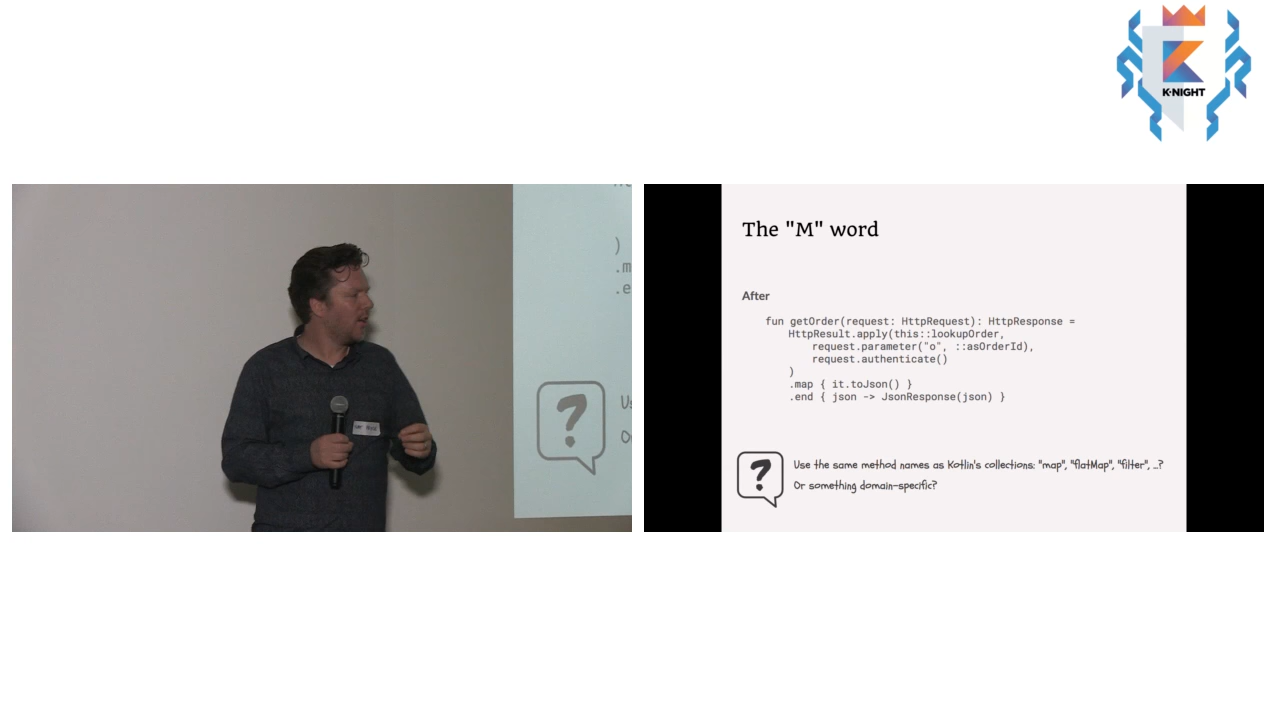 K·NIGHT
)
.m
.e
?
The "M" word
After
fun getOrder(request: HttpRequest): HttpResponse =
HttpResult.apply(this::lookupOrder,
request.parameter("o", ::asOrderId),
request.authenticate()
)
.map { it.toJson() }
.end { json -> JsonResponse(json) }
?
Use the same method names as Kotlin's collections: "map", "flatMap", "filter", ...?
Or something domain-specific?